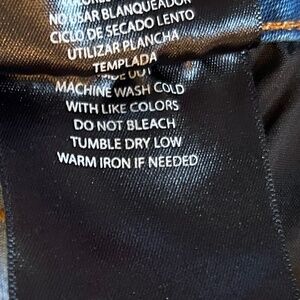 NO USAR BLANQUEADOR
CICLO DE SECADO LENTO
UTILIZAR PLANCHA
TEMPLADA
OUT
MACHINE WASH COLD
WITH LIKE COLORS
DO NOT BLEACH
TUMBLE DRY LOW
WARM IRON IF NEEDED